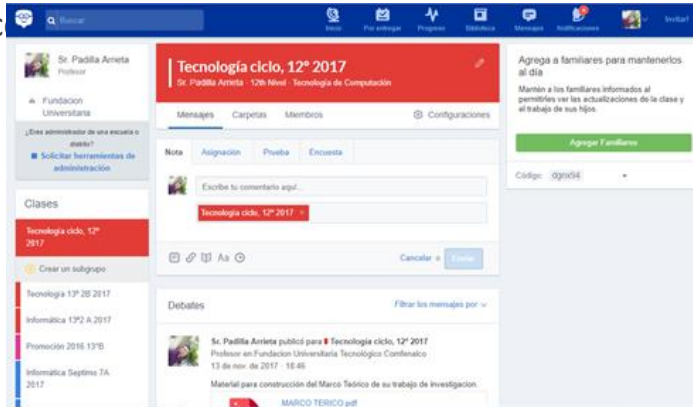 Buscar
Inicio
Por entregar
Progreso
Biblioteca
Mensajes
Notificaciones
Invitar!
Sr. Padilla Arrieta
Profesor
Fundacion
Universitaria
¿Eres administrador de una escuela o
distrito?
Solicitar herramientas de
administración
Clases
Tecnología ciclo, 12º
2017
Crear un subgrupo
Tecnología 13º 2B 2017
Informática 13º2 A 2017
Promoción 2016 13ºB
Informática Septimo 7A
2017
Tecnología ciclo, 12º 2017
Sr. Padilla Arrieta · 12th Nivel · Tecnología de Computación
Mensajes
Carpetas
Miembros
Configuraciones
Nota
Asignación
Prueba
Encuesta
Escribe tu comentario aquí...
Tecnología ciclo, 12º 2017 ×
Aa
Cancelar o
Enviar
Debates
Filtrar los mensajes por
Sr. Padilla Arrieta publicó para Tecnología ciclo, 12º 2017
Profesor en Fundacion Universitaria Tecnológico Comfenalco
13 de nov. de 2017 · 18:46
Material para construcción del Marco Teórico de su trabajo de investigacion.
MARCO TERICO.pdf
Agrega a familiares para mantenerlos
al día
Mantén a los familiares informados al
permitirles ver las actualizaciones de la clase y
el trabajo de sus hijos.
Agregar Familiares
Código: